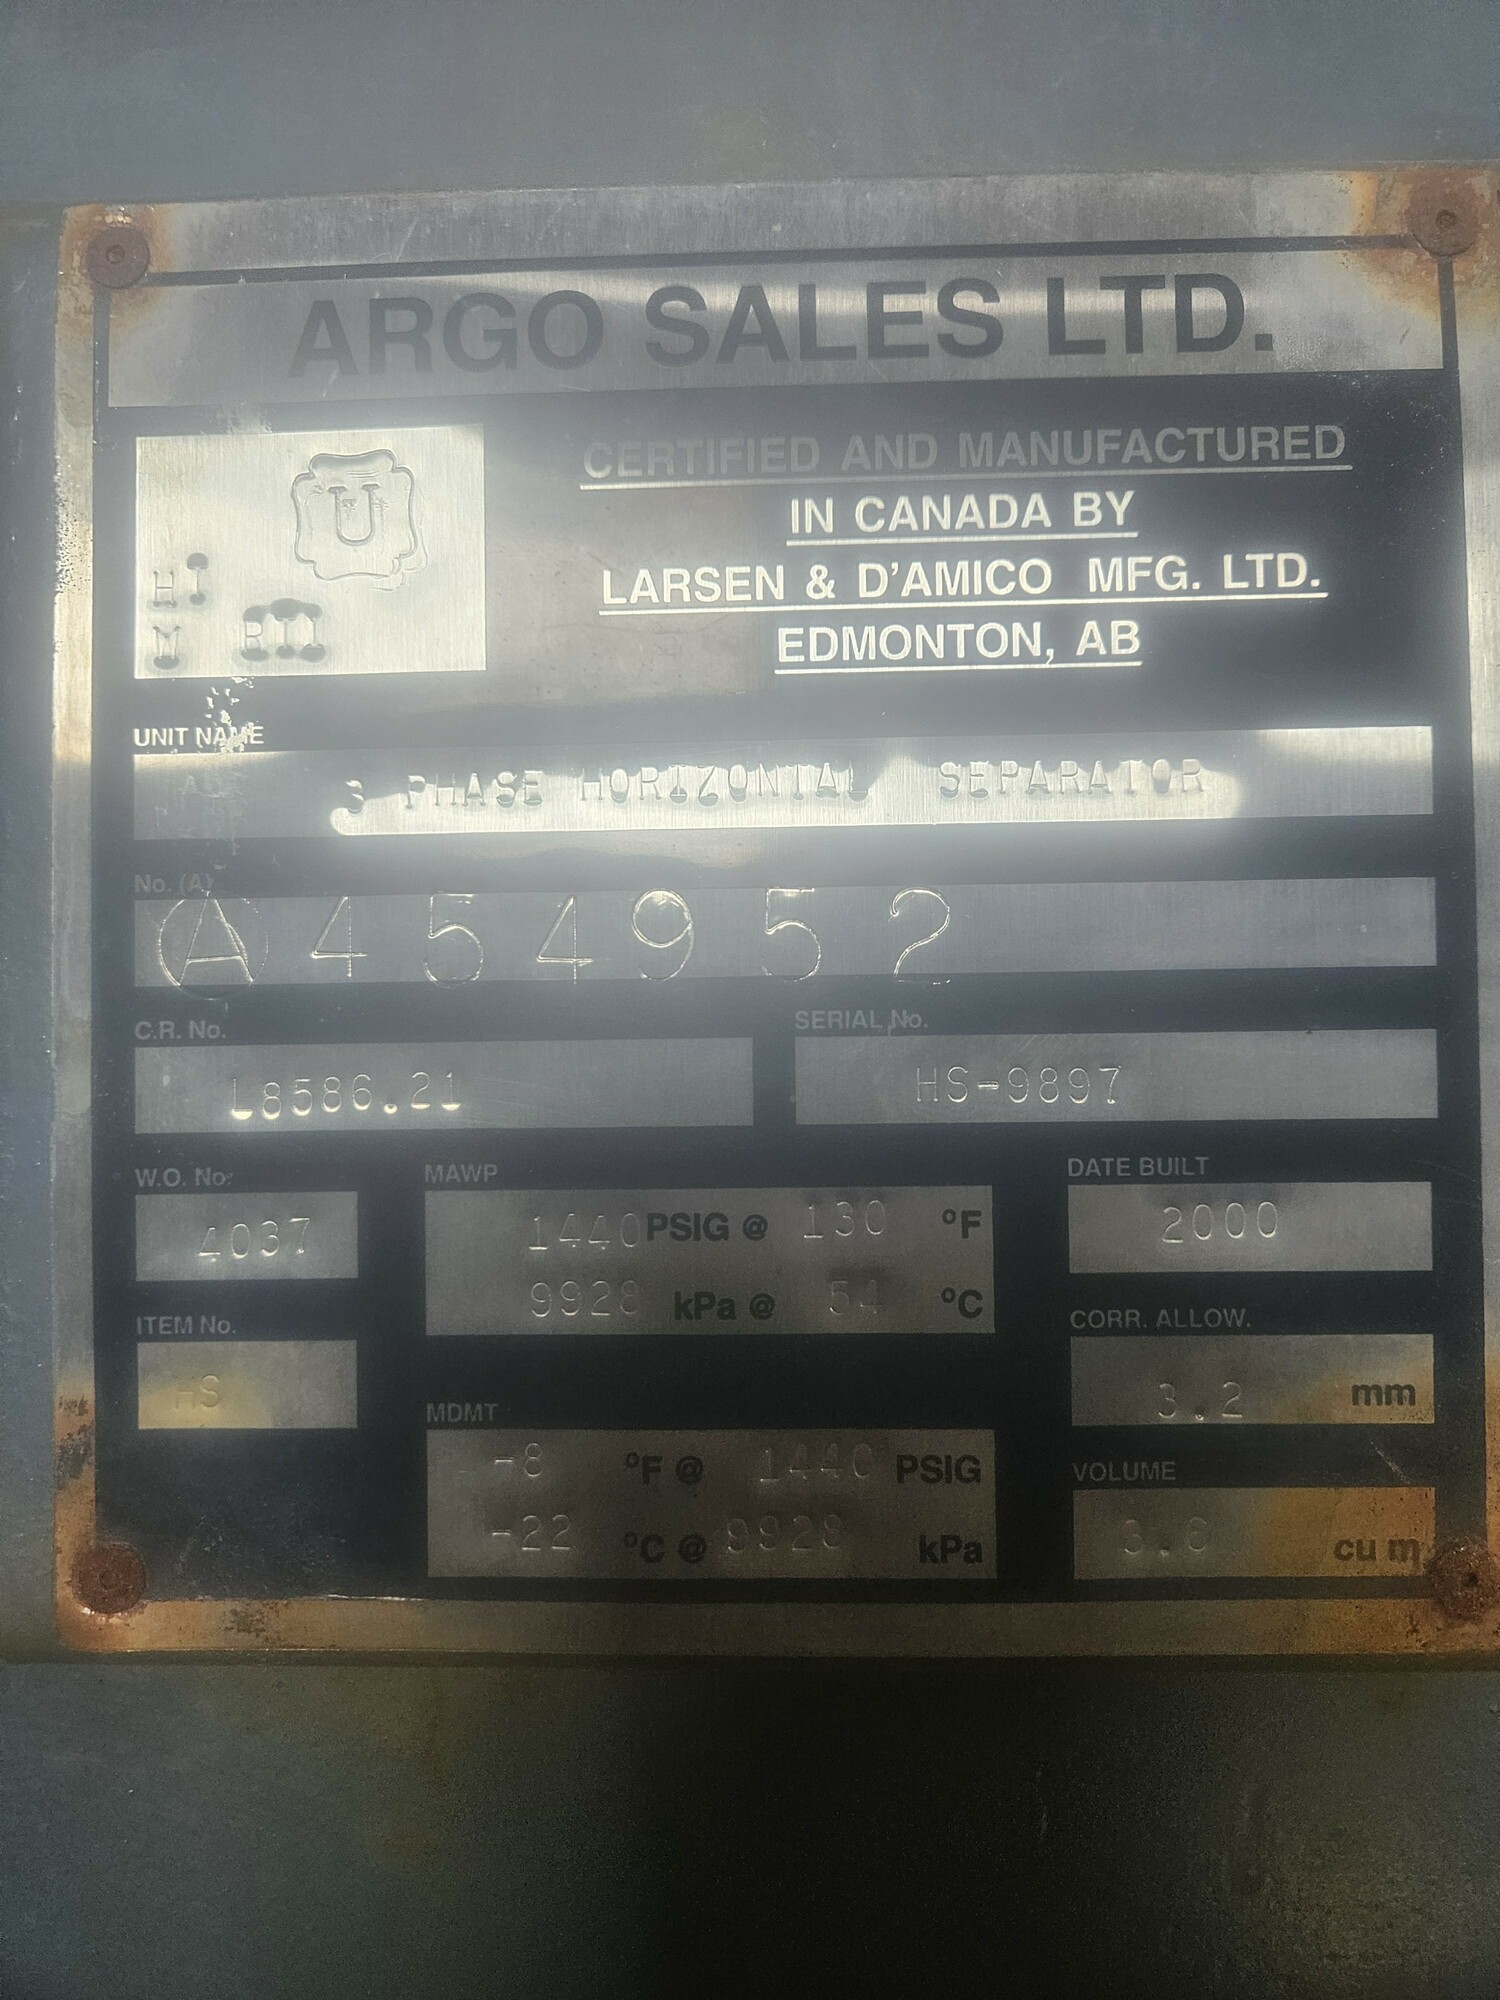 ARGO SALES LTD.
U
HI
M RT1
CERTIFIED AND MANUFACTURED
IN CANADA BY
LARSEN & D'AMICO MFG. LTD.
EDMONTON, AB
UNIT NAME
3 PHASE HORIZONTAL SEPARATOR
No. (A)
A 454952
C.R. No.
L8586.21
SERIAL No.
HS-9897
W.O. No.
4037
MAWP
1440 PSIG @ 130 °F
9928 kPa @ 54 °C
DATE BUILT
2000
ITEM No.
HS
CORR. ALLOW.
3.2 mm
MDMT
-8 °F @ 1440 PSIG
-22 °C @ 9928 kPa
VOLUME
cu m